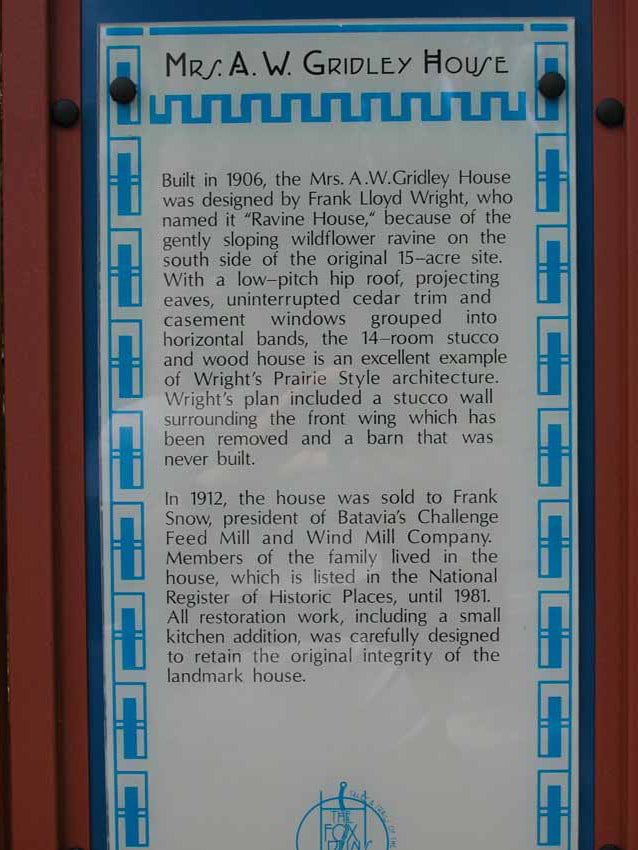 Mrs. A. W. Gridley House
Built in 1906, the Mrs. A.W.Gridley House
was designed by Frank Lloyd Wright, who
named it "Ravine House," because of the
gently sloping wildflower ravine on the
south side of the original 15-acre site.
With a low-pitch hip roof, projecting
eaves, uninterrupted cedar trim and
casement windows grouped into
horizontal bands, the 14-room stucco
and wood house is an excellent example
of Wright's Prairie Style architecture.
Wright's plan included a stucco wall
surrounding the front wing which has
been removed and a barn that was
never built.
In 1912, the house was sold to Frank
Snow, president of Batavia's Challenge
Feed Mill and Wind Mill Company.
Members of the family lived in the
house, which is listed in the National
Register of Historic Places, until 1981.
All restoration work, including a small
kitchen addition, was carefully designed
to retain the original integrity of the
landmark house.
THE
FOX